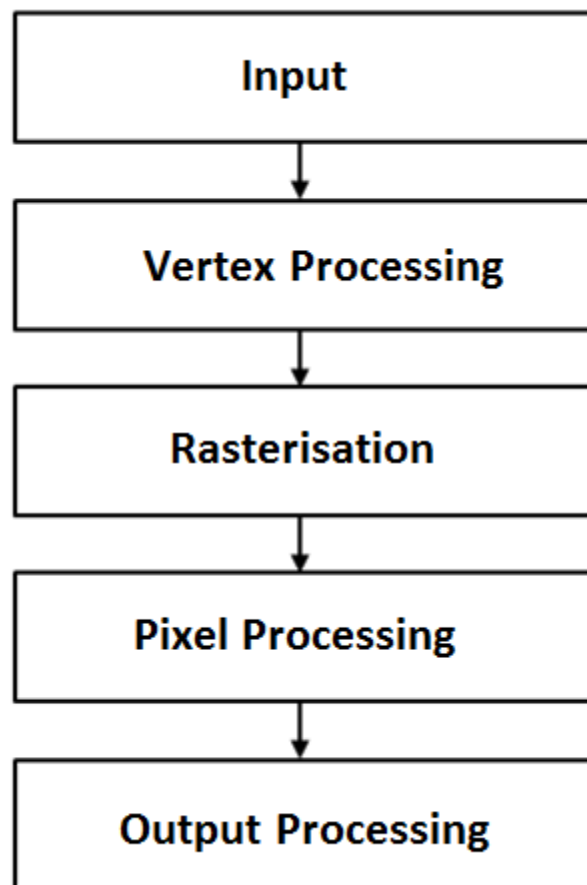 Input
Vertex Processing
Rasterisation
Pixel Processing
Output Processing